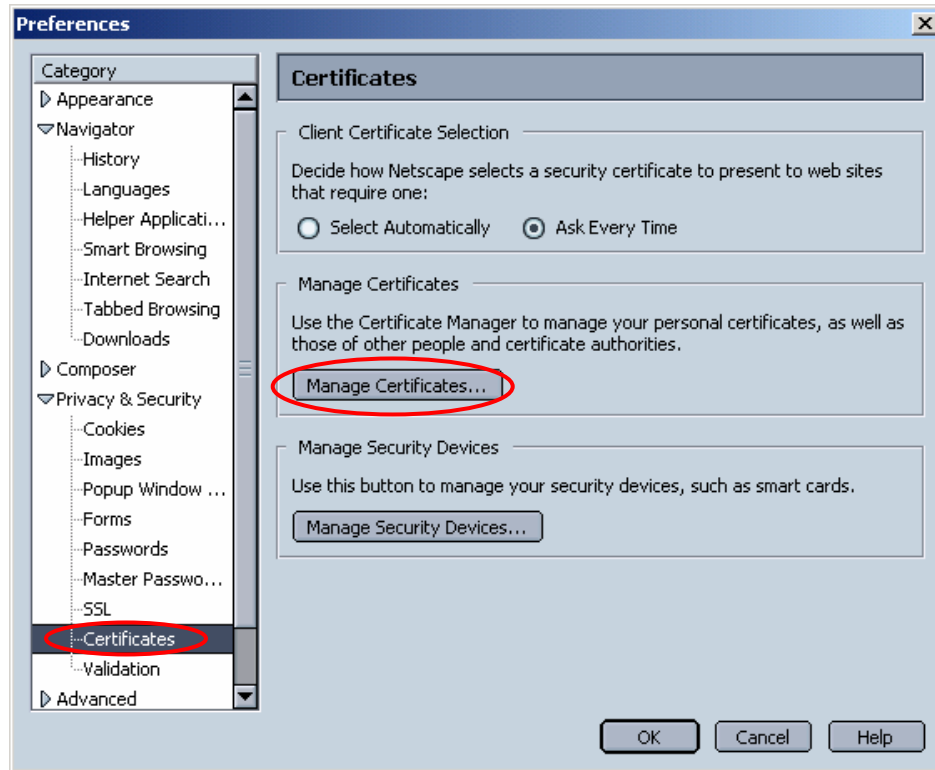 Preferences
Category
Appearance
Navigator
History
Languages
Helper Applicati...
Smart Browsing
Internet Search
Tabbed Browsing
Downloads
Composer
Privacy & Security
Cookies
Images
Popup Window ...
Forms
Passwords
Master Passwo...
SSL
Certificates
Validation
Advanced
Certificates
Client Certificate Selection
Decide how Netscape selects a security certificate to present to web sites
that require one:
Select Automatically Ask Every Time
Manage Certificates
Use the Certificate Manager to manage your personal certificates, as well as
those of other people and certificate authorities.
Manage Certificates...
Manage Security Devices
Use this button to manage your security devices, such as smart cards.
Manage Security Devices...
OK Cancel Help